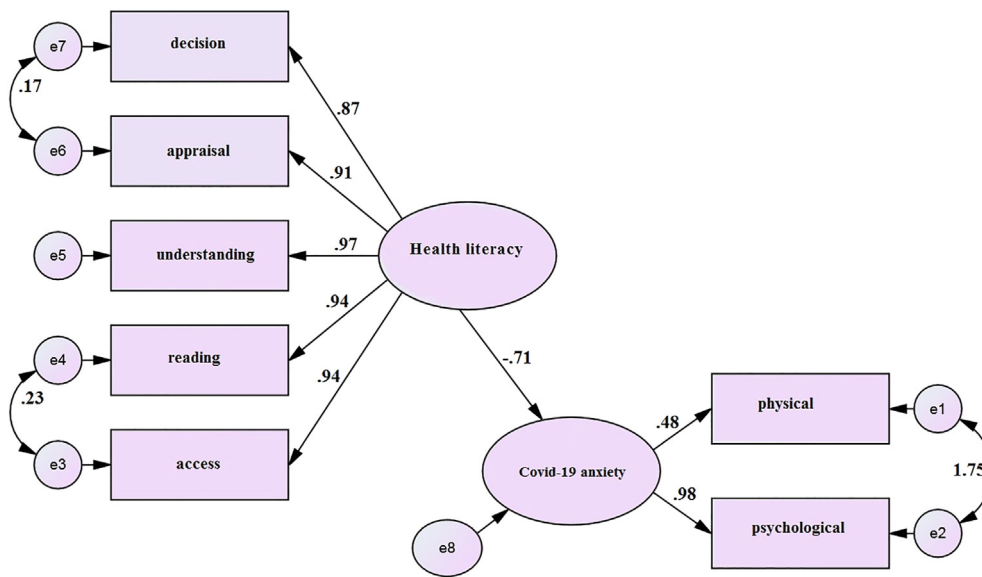 e7
decision
.17
.87
e6
appraisal
.91
e5
understanding
.97
Health literacy
e4
reading
.94
.23
.94
-.71
e3
access
physical
e1
.48
Covid-19 anxiety
1.75
.98
psychological
e2
e8